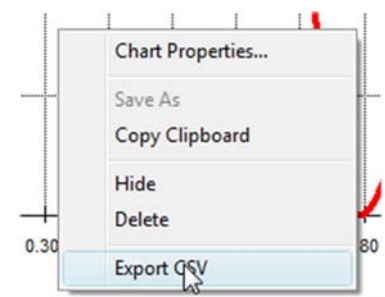 Chart Properties...
Save As
Copy Clipboard
Hide
Delete
0.30 80
Export CSV